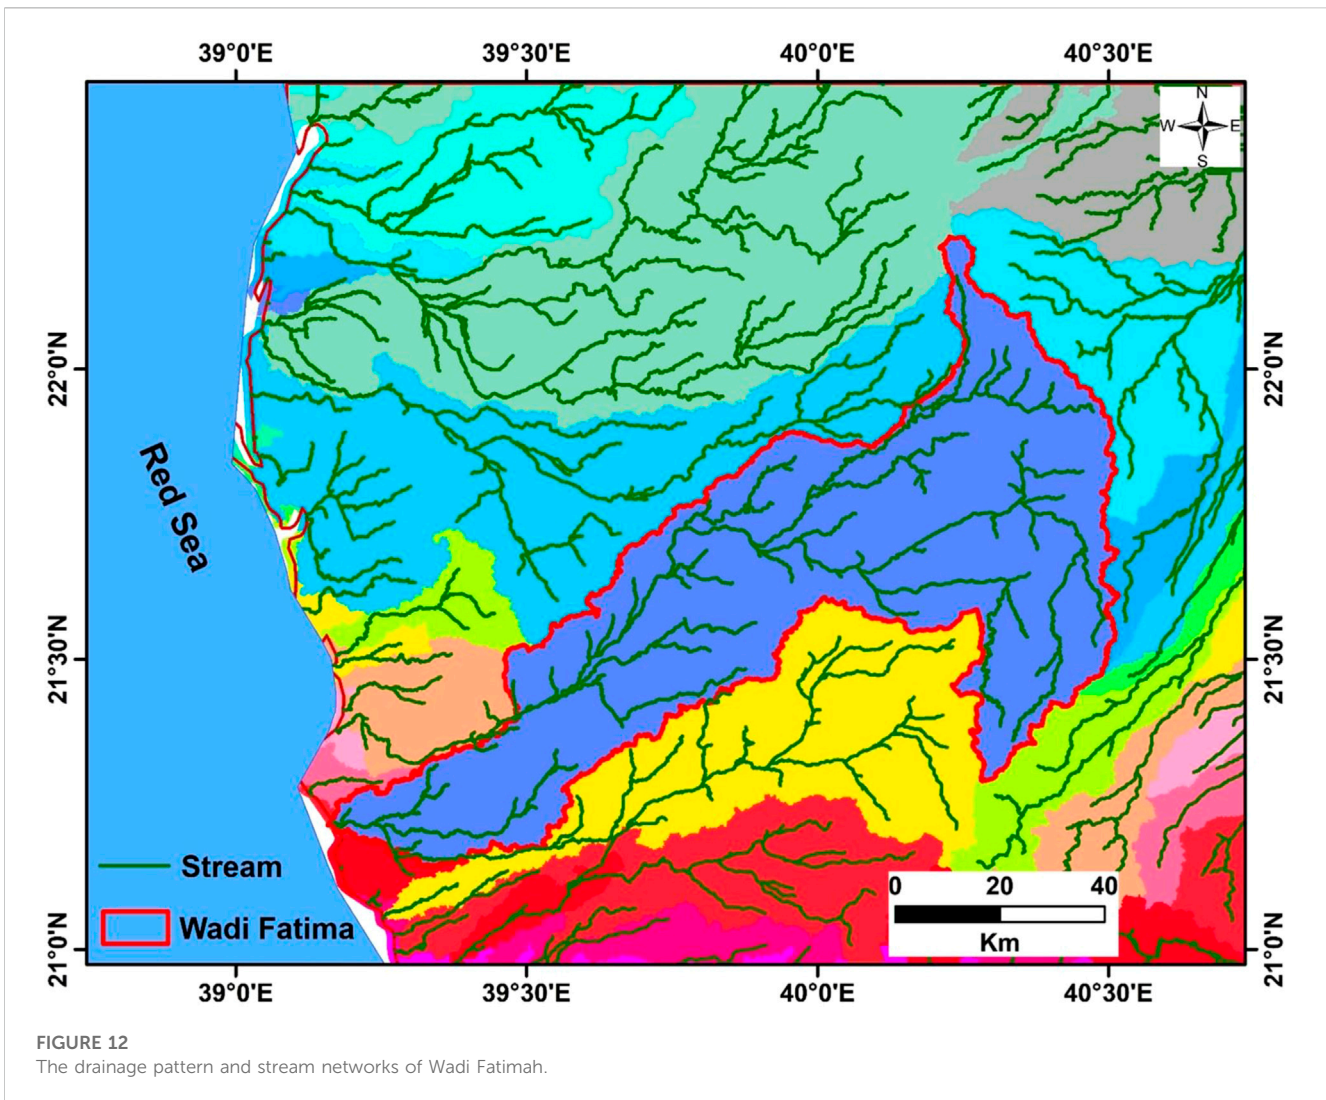 39°0'E 39°30'E 40°0'E 40°30'E
N
W E
S
22°0'N
22°0'N
Red Sea
21°30'N
21°30'N
Stream
Wadi Fatima
0 20 40
Km
21°0'N
21°0'N
39°0'E 39°30'E 40°0'E 40°30'E
FIGURE 12
The drainage pattern and stream networks of Wadi Fatimah.